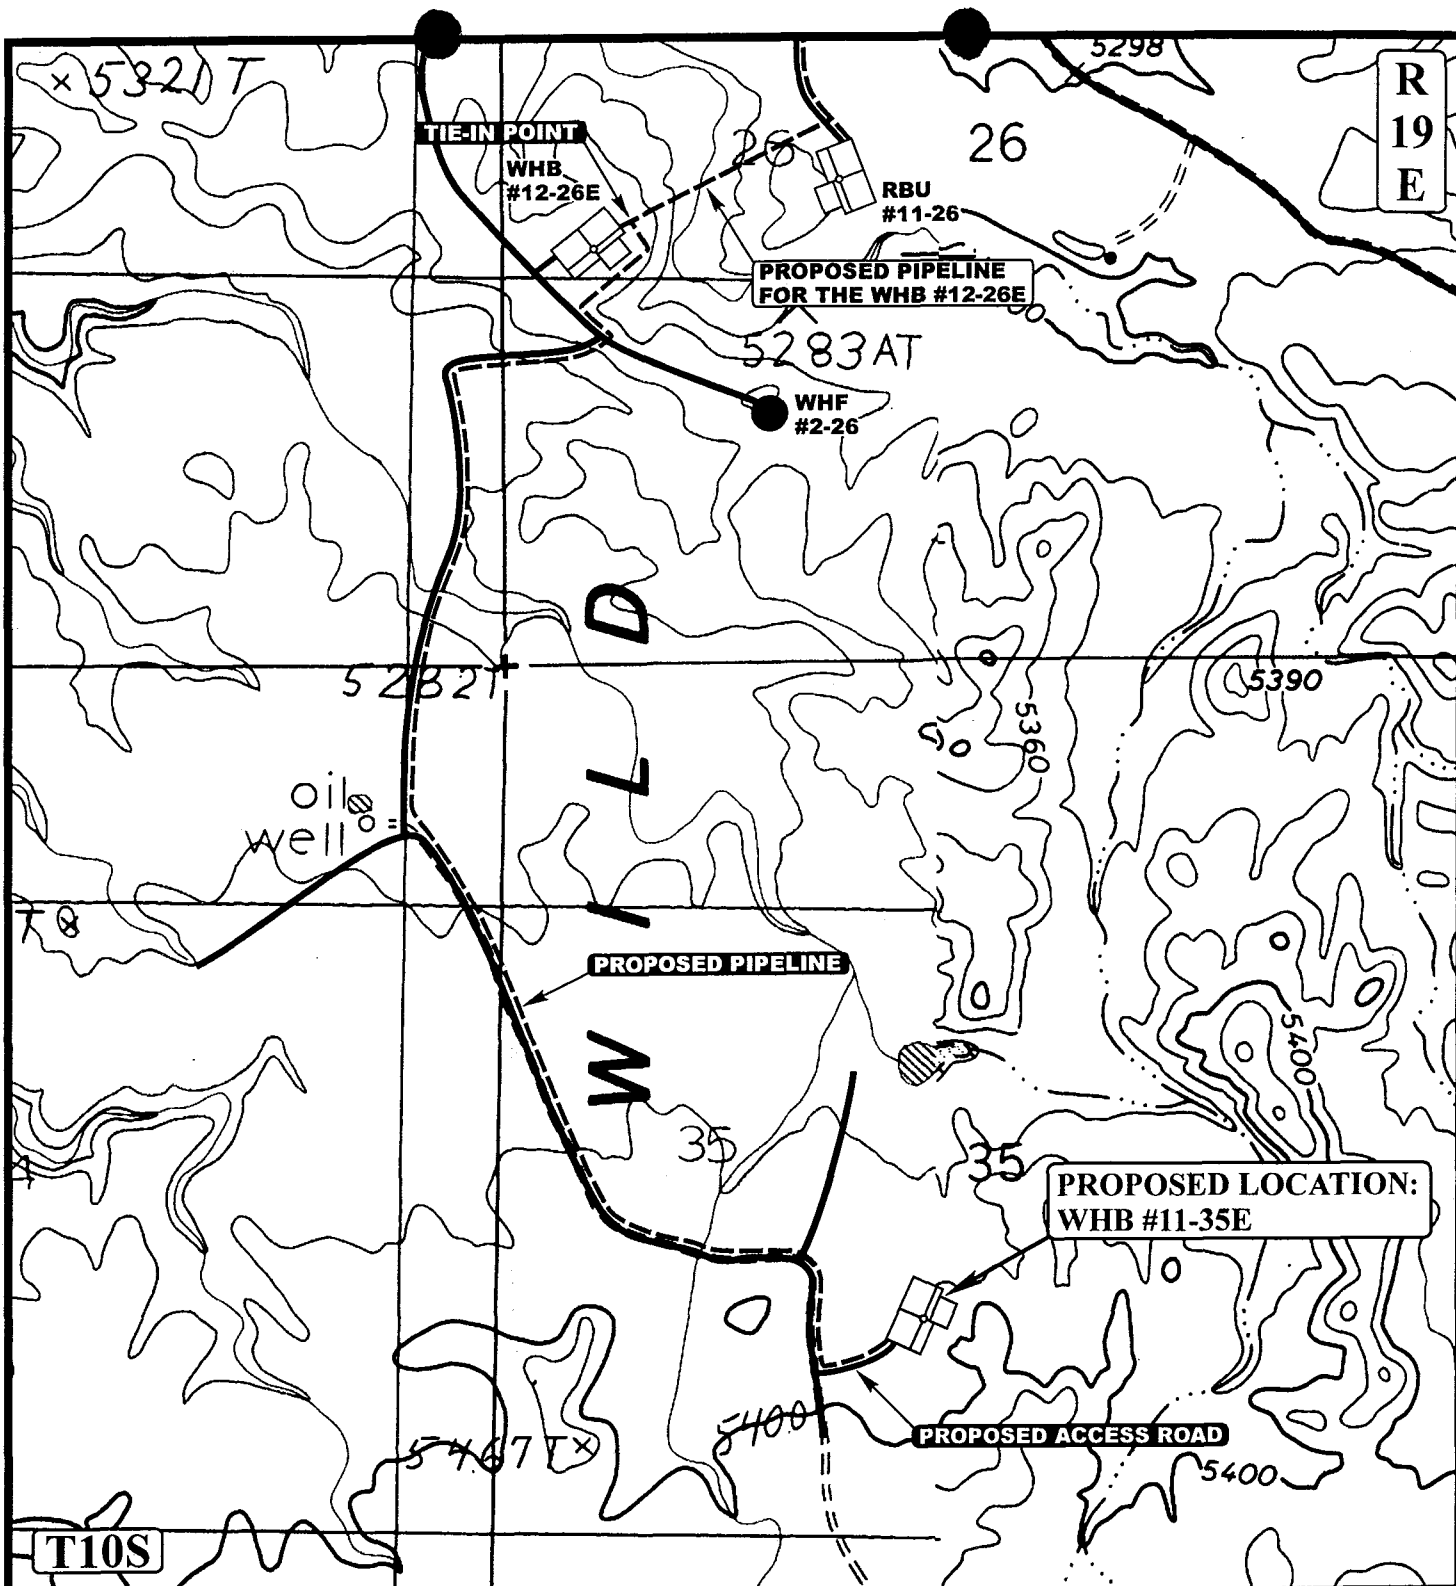 5298
× 5321 T
R
19
E
TIE-IN POINT
26
26
WHB
#12-26E
RBU
#11-26
PROPOSED PIPELINE
FOR THE WHB #12-26E
5283 AT
WHF
#2-26
W I L D
5282T
5390
5360
oil
well
T
PROPOSED PIPELINE
5400
35
35
PROPOSED LOCATION:
WHB #11-35E
5400
PROPOSED ACCESS ROAD
5467T×
5400
T10S